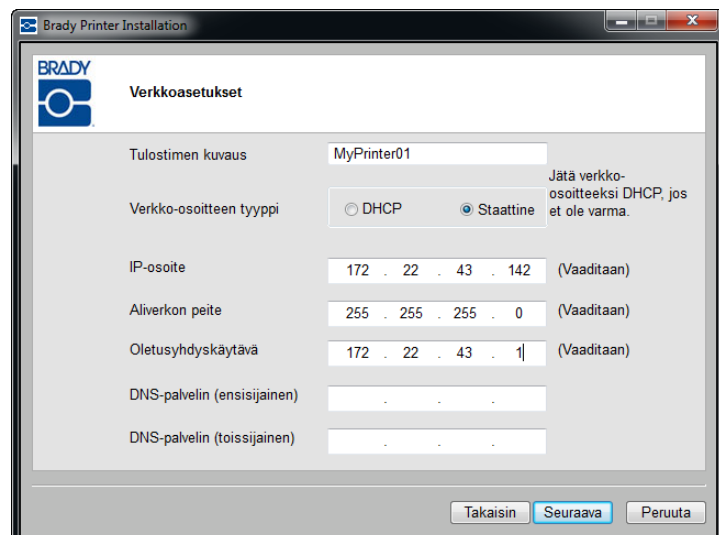 Brady Printer Installation
BRADY
Verkkoasetukset
Tulostimen kuvaus MyPrinter01
Jätä verkko-
osoitteeksi DHCP, jos
et ole varma.
Verkko-osoitteen tyyppi DHCP Staattine
IP-osoite 172 . 22 . 43 . 142 (Vaaditaan)
Aliverkon peite 255 . 255 . 255 . 0 (Vaaditaan)
Oletusyhdyskäytävä 172 . 22 . 43 . 1 (Vaaditaan)
DNS-palvelin (ensisijainen) . . .
DNS-palvelin (toissijainen) . . .
Takaisin Seuraava Peruuta